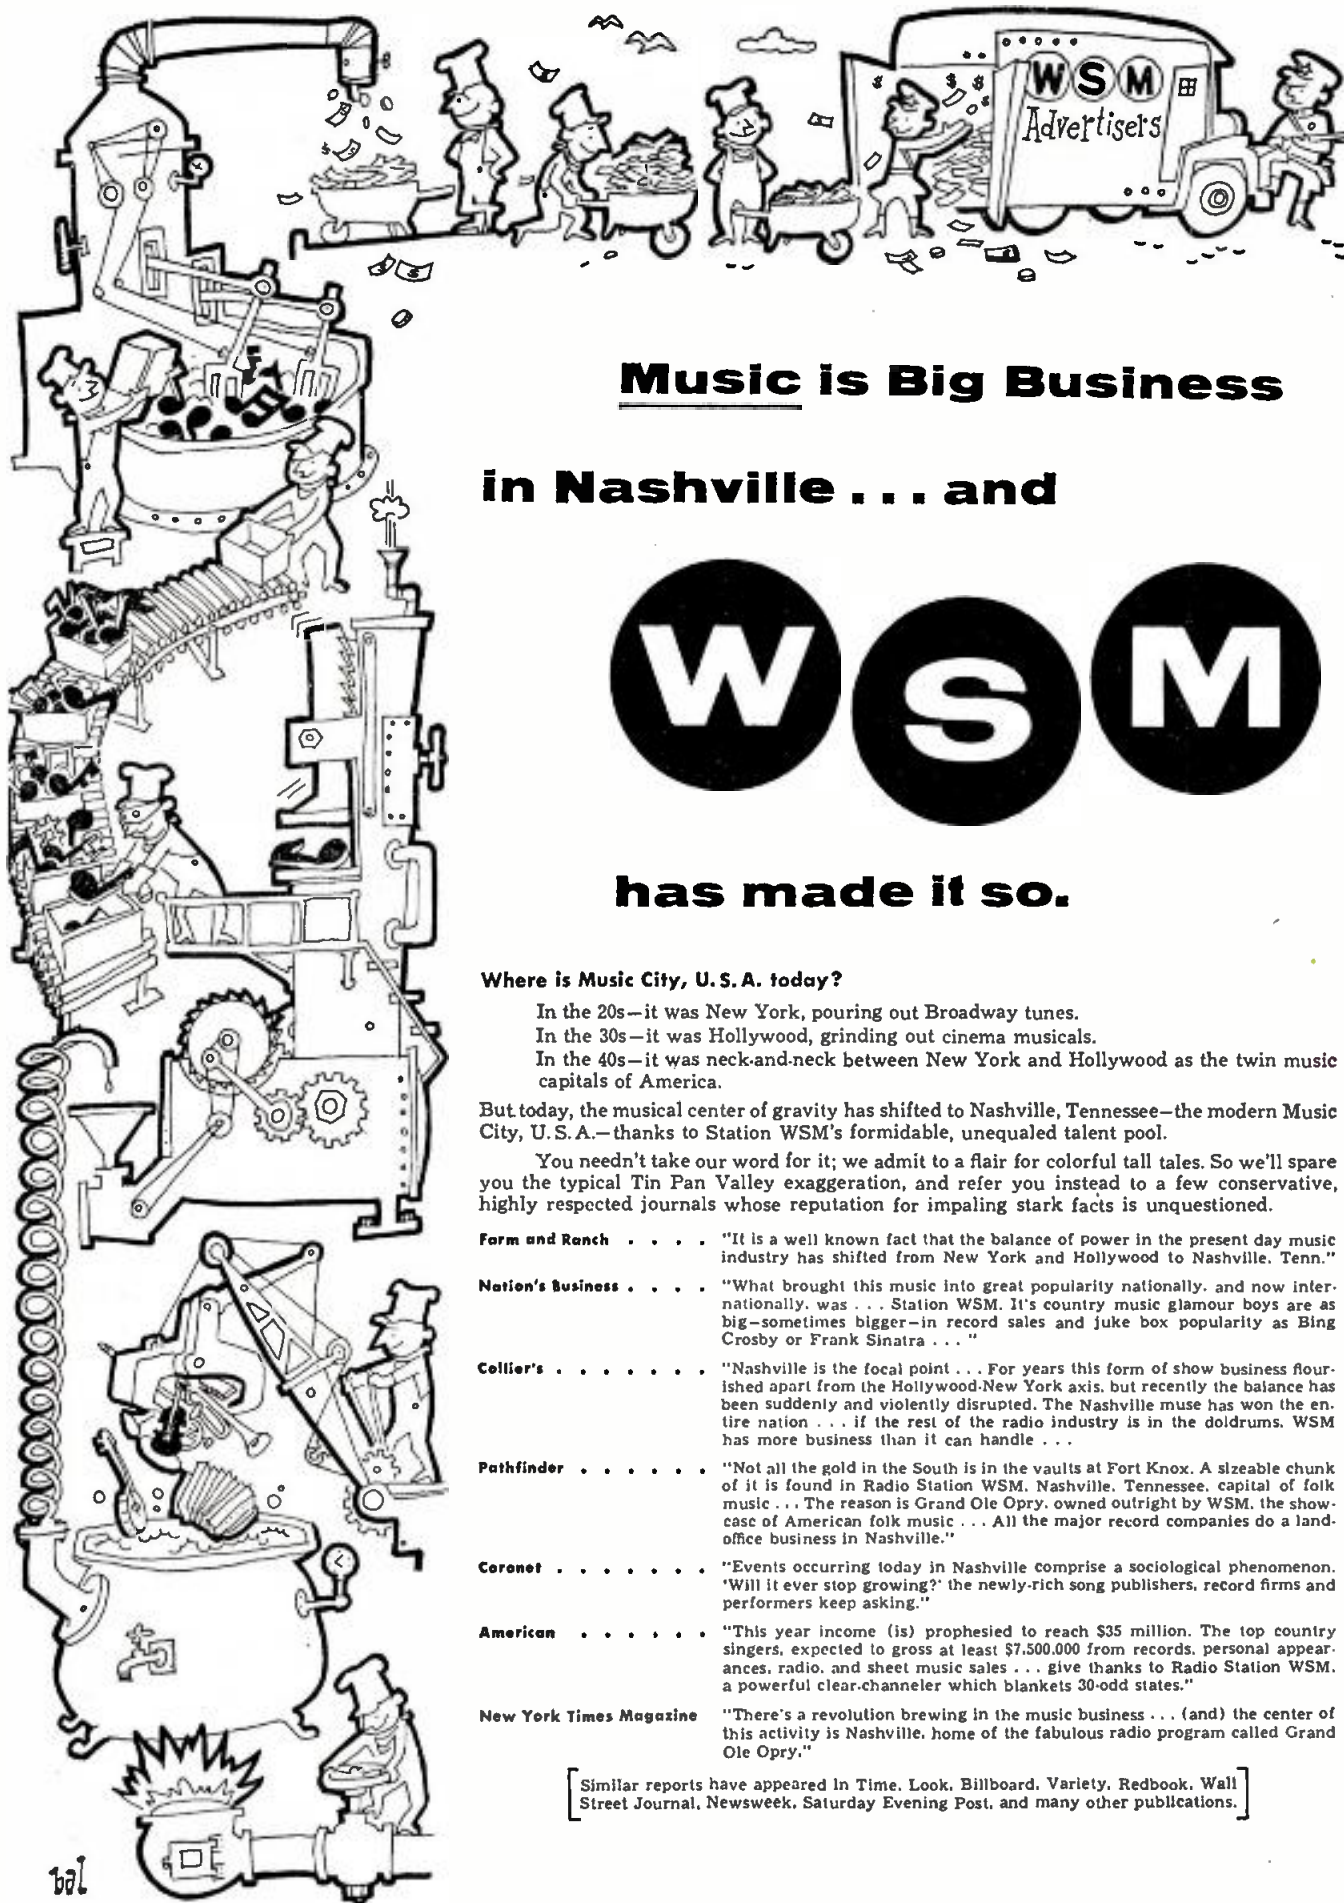 WSM
Advertisers
Music is Big Business
in Nashville . . . and
WSM
has made it so.
Where is Music City, U. S. A. today?
In the 20s—it was New York, pouring out Broadway tunes.
In the 30s—it was Hollywood, grinding out cinema musicals.
In the 40s—it was neck-and-neck between New York and Hollywood as the twin music
capitals of America.
But today, the musical center of gravity has shifted to Nashville, Tennessee—the modern Music
City, U. S. A.—thanks to Station WSM's formidable, unequaled talent pool.
You needn't take our word for it; we admit to a flair for colorful tall tales. So we'll spare
you the typical Tin Pan Valley exaggeration, and refer you instead to a few conservative,
highly respected journals whose reputation for impaling stark facts is unquestioned.
Farm and Ranch . . . . "It is a well known fact that the balance of power in the present day music
industry has shifted from New York and Hollywood to Nashville, Tenn."
Nation's Business . . . . "What brought this music into great popularity nationally, and now inter-
nationally, was . . . Station WSM. It's country music glamour boys are as
big—sometimes bigger—in record sales and juke box popularity as Bing
Crosby or Frank Sinatra . . . "
Collier's . . . . . . . "Nashville is the focal point . . . For years this form of show business flour-
ished apart from the Hollywood-New York axis, but recently the balance has
been suddenly and violently disrupted. The Nashville muse has won the en-
tire nation . . . if the rest of the radio industry is in the doldrums, WSM
has more business than it can handle . . .
Pathfinder . . . . . . "Not all the gold in the South is in the vaults at Fort Knox. A sizeable chunk
of it is found in Radio Station WSM, Nashville, Tennessee, capital of folk
music . . . The reason is Grand Ole Opry, owned outright by WSM, the show-
case of American folk music . . . All the major record companies do a land-
office business in Nashville."
Coronet . . . . . . . "Events occurring today in Nashville comprise a sociological phenomenon.
'Will it ever stop growing?' the newly-rich song publishers, record firms and
performers keep asking."
American . . . . . . "This year income (is) prophesied to reach $35 million. The top country
singers, expected to gross at least $7,500,000 from records, personal appear-
ances, radio, and sheet music sales . . . give thanks to Radio Station WSM,
a powerful clear-channeler which blankets 30-odd states."
New York Times Magazine "There's a revolution brewing in the music business . . . (and) the center of
this activity is Nashville, home of the fabulous radio program called Grand
Ole Opry."
[Similar reports have appeared in Time, Look, Billboard, Variety, Redbook, Wall
Street Journal, Newsweek, Saturday Evening Post, and many other publications.]
bal